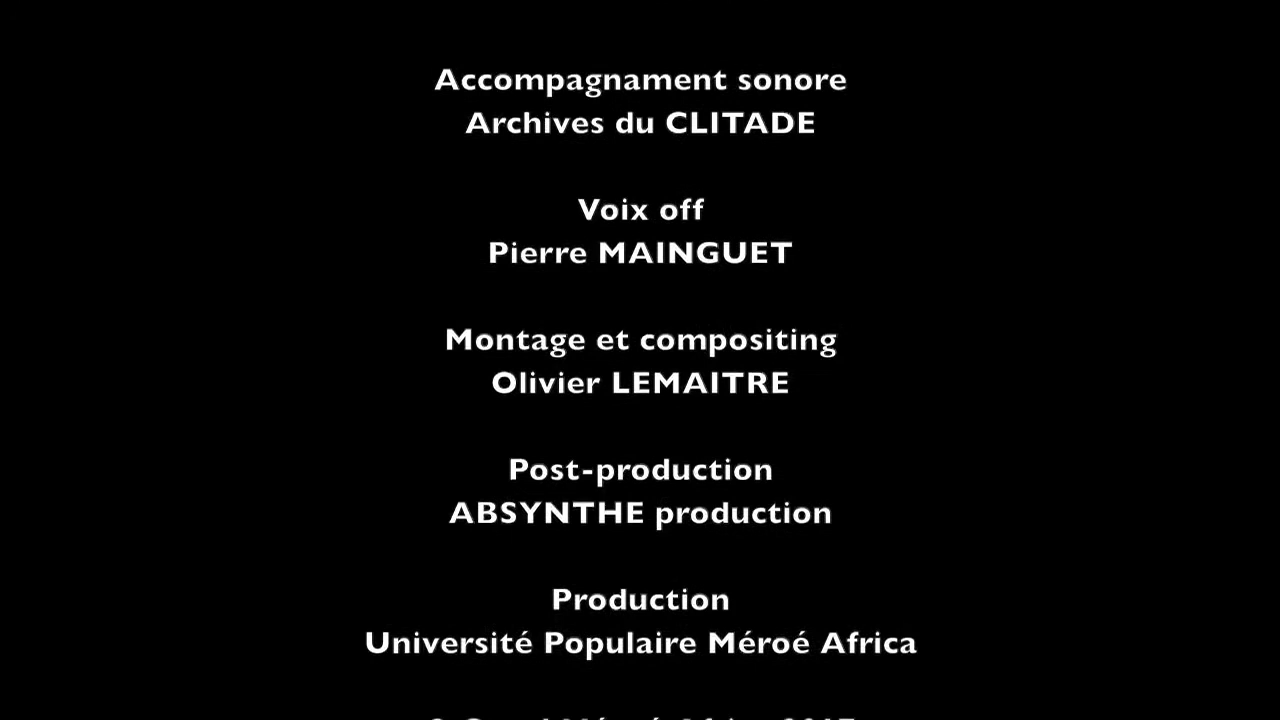 Accompagnament sonore
Archives du CLITADE
Voix off
Pierre MAINGUET
Montage et compositing
Olivier LEMAITRE
Post-production
ABSYNTHE production
Production
Université Populaire Méroé Africa